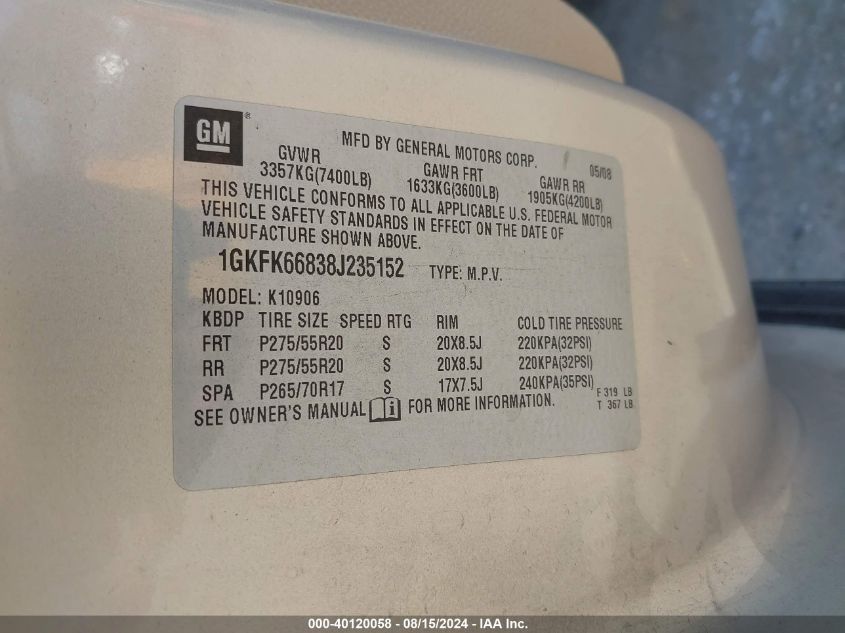 GM ®
MFD BY GENERAL MOTORS CORP. 05/08
GVWR GAWR FRT GAWR RR
3357KG(7400LB) 1633KG(3600LB) 1905KG(4200LB)
THIS VEHICLE CONFORMS TO ALL APPLICABLE U.S. FEDERAL MOTOR
VEHICLE SAFETY STANDARDS IN EFFECT ON THE DATE OF
MANUFACTURE SHOWN ABOVE.
1GKFK66838J235152 TYPE: M.P.V.
MODEL: K10906
KBDP TIRE SIZE SPEED RTG RIM COLD TIRE PRESSURE
FRT P275/55R20 S 20X8.5J 220KPA(32PSI)
RR P275/55R20 S 20X8.5J 220KPA(32PSI)
SPA P265/70R17 S 17X7.5J 240KPA(35PSI)
F 319 LB
SEE OWNER'S MANUAL i FOR MORE INFORMATION. T 367 LB
000-40120058 - 08/15/2024 - IAA Inc.